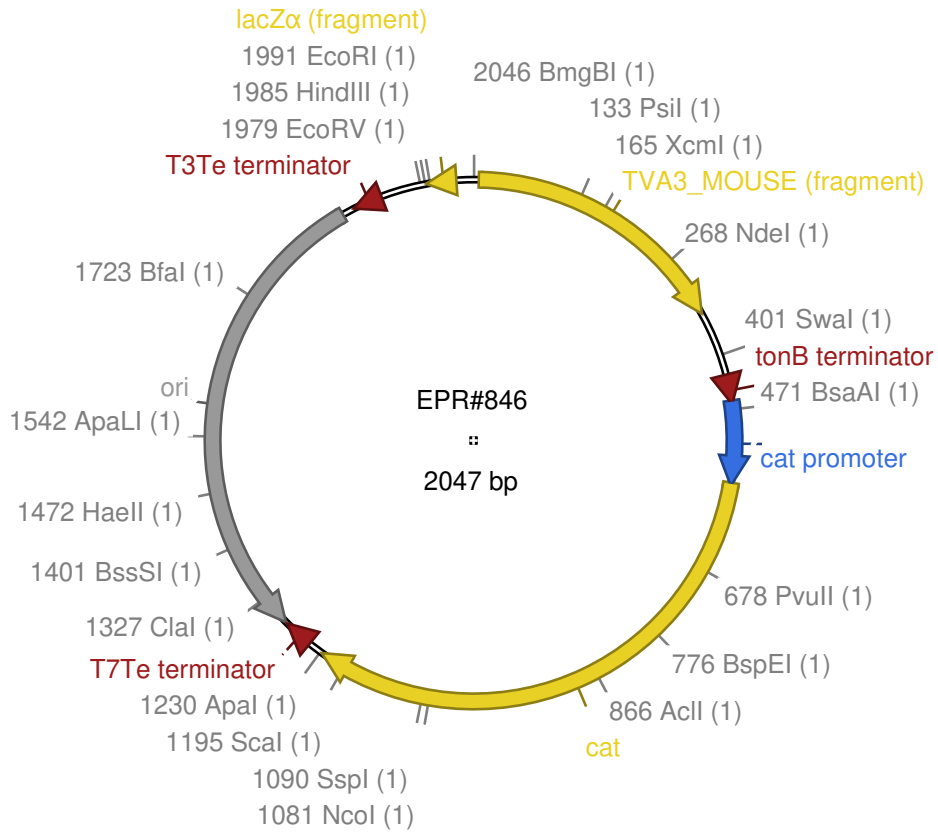 lacZα (fragment)
1991 EcoRI (1)
1985 HindIII (1)
1979 EcoRV (1)
T3Te terminator
2046 BmgBI (1)
133 PsiI (1)
165 XcmI (1)
TVA3_MOUSE (fragment)
268 NdeI (1)
401 SwaI (1)
tonB terminator
471 BsaAI (1)
cat promoter
678 PvuII (1)
776 BspEI (1)
866 AclI (1)
cat
1081 NcoI (1)
1090 SspI (1)
1195 ScaI (1)
1230 ApaI (1)
T7Te terminator
1327 ClaI (1)
1401 BssSI (1)
1472 HaeII (1)
1542 ApaLI (1)
ori
1723 BfaI (1)
EPR#846
2047 bp